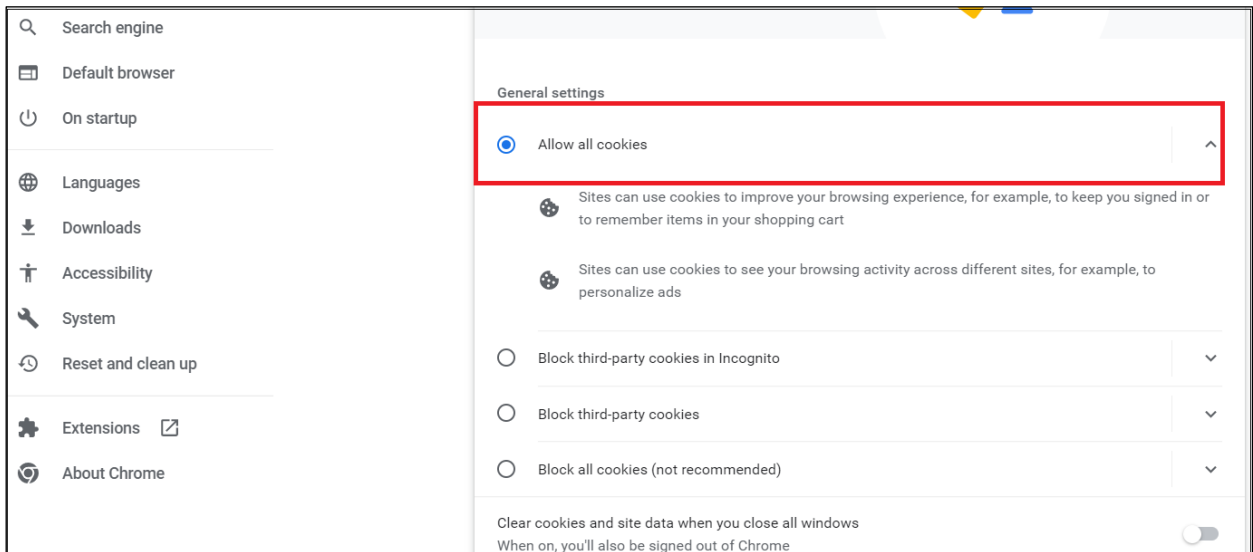 Search engine
Default browser
On startup
Languages
Downloads
Accessibility
System
Reset and clean up
Extensions
About Chrome
General settings
Allow all cookies
Sites can use cookies to improve your browsing experience, for example, to keep you signed in or
to remember items in your shopping cart
Sites can use cookies to see your browsing activity across different sites, for example, to
personalize ads
Block third-party cookies in Incognito
Block third-party cookies
Block all cookies (not recommended)
Clear cookies and site data when you close all windows
When on, you'll also be signed out of Chrome